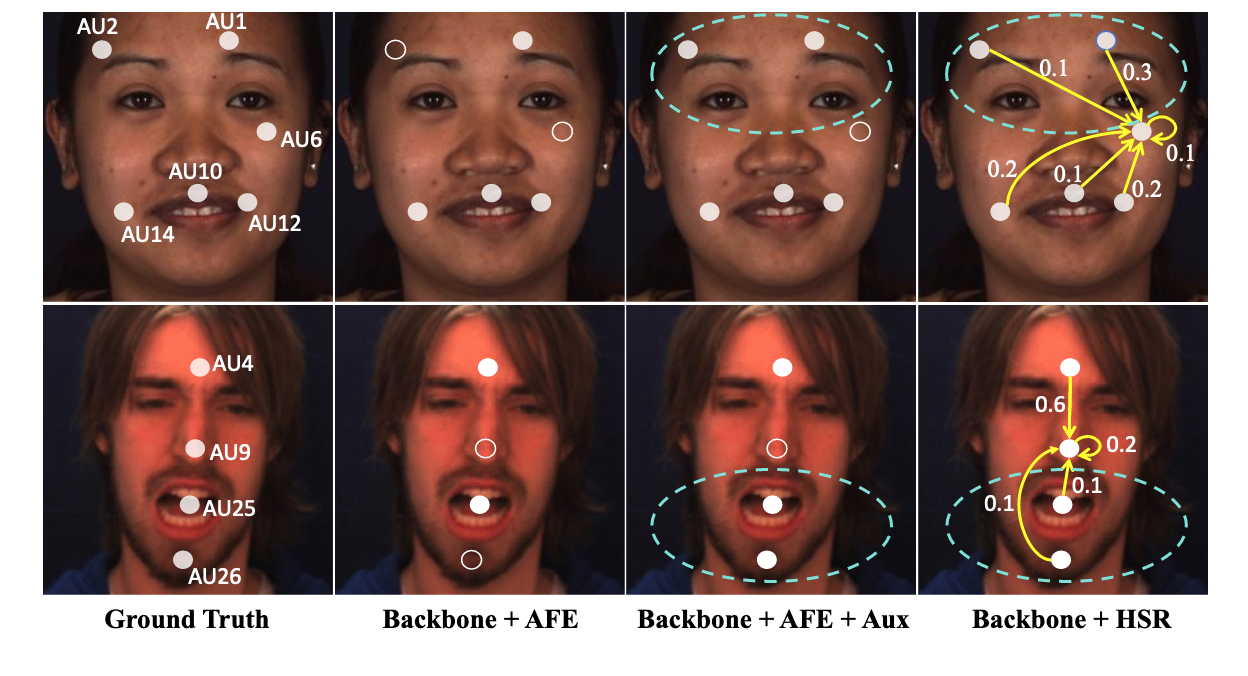 AU2
AU1
AU6
AU10
AU12
AU14
0.1
0.3
0.1
0.2
0.1
0.2
AU4
AU9
AU25
AU26
0.6
0.2
0.1
0.1
Ground Truth
Backbone + AFE
Backbone + AFE + Aux
Backbone + HSR